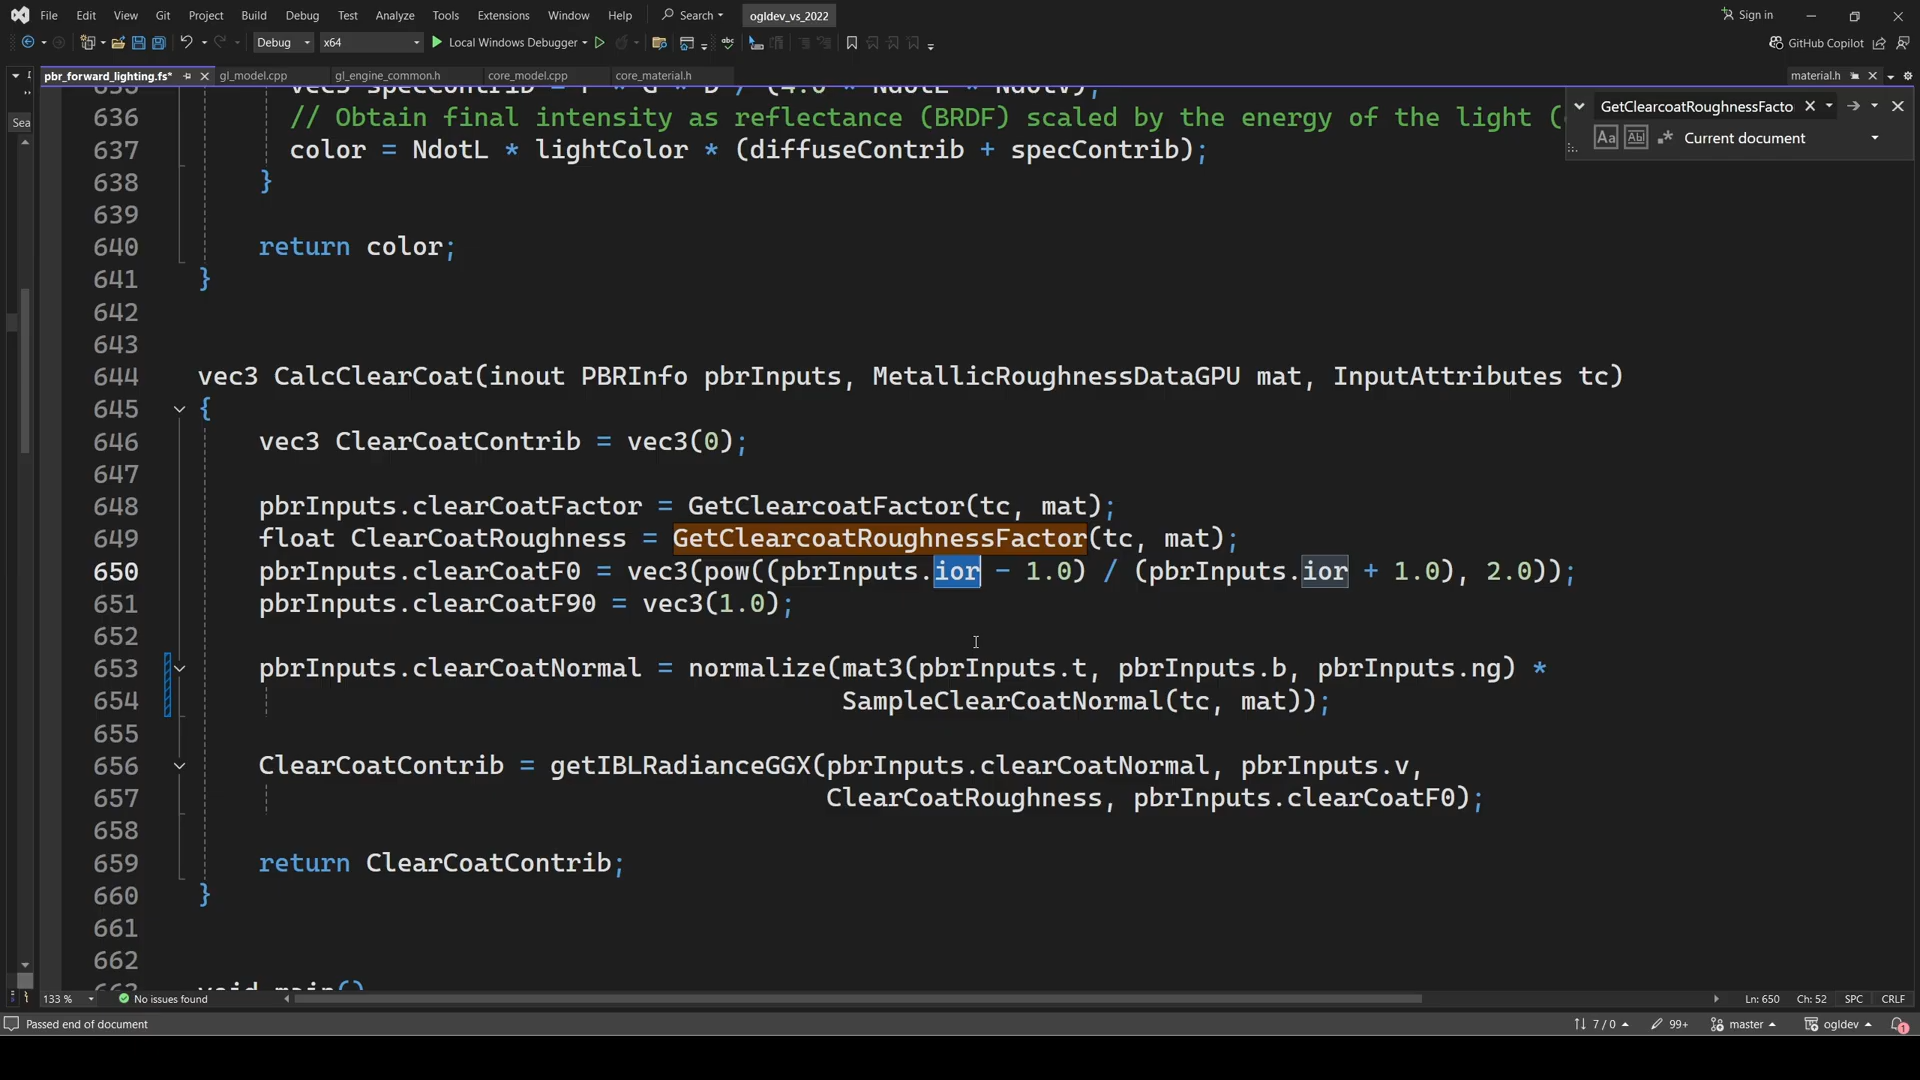 File Edit View Git Project Build Debug Test Analyze Tools Extensions Window Help Search ogldev_vs_2022 Sign in
Debug x64 Local Windows Debugger GitHub Copilot
pbr_forward_lighting.fs* gl_model.cpp gl_engine_common.h core_model.cpp core_material.h material.h
GetClearcoatRoughnessFacto
Current document
Sea
636 // Obtain final intensity as reflectance (BRDF) scaled by the energy of the light (
637 color = NdotL * lightColor * (diffuseContrib + specContrib);
638 }
639
640 return color;
641 }
642
643
644 vec3 CalcClearCoat(inout PBRInfo pbrInputs, MetallicRoughnessDataGPU mat, InputAttributes tc)
645 {
646 vec3 ClearCoatContrib = vec3(0);
647
648 pbrInputs.clearCoatFactor = GetClearcoatFactor(tc, mat);
649 float ClearCoatRoughness = GetClearcoatRoughnessFactor(tc, mat);
650 pbrInputs.clearCoatF0 = vec3(pow((pbrInputs.ior - 1.0) / (pbrInputs.ior + 1.0), 2.0));
651 pbrInputs.clearCoatF90 = vec3(1.0);
652
653 pbrInputs.clearCoatNormal = normalize(mat3(pbrInputs.t, pbrInputs.b, pbrInputs.ng) *
654 SampleClearCoatNormal(tc, mat));
655
656 ClearCoatContrib = getIBLRadianceGGX(pbrInputs.clearCoatNormal, pbrInputs.v,
657 ClearCoatRoughness, pbrInputs.clearCoatF0);
658
659 return ClearCoatContrib;
660 }
661
662
void main()
133 % No issues found Ln: 650 Ch: 52 SPC CRLF
Passed end of document 7 / 0 99+ master ogldev 1